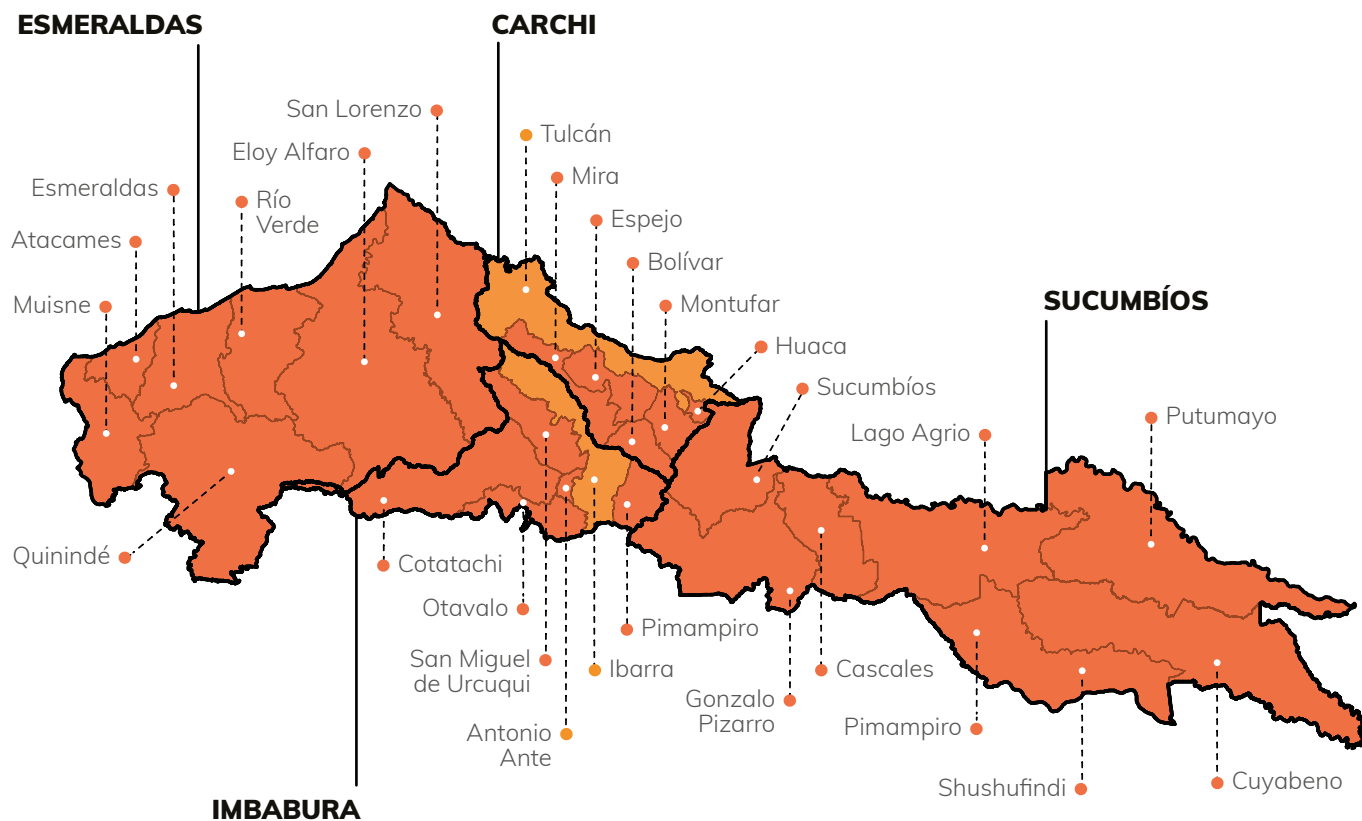 ESMERALDAS
CARCHI
San Lorenzo
Tulcán
Eloy Alfaro
Mira
Esmeraldas
Río
Verde
Espejo
Atacames
Bolívar
Muisne
Montufar
SUCUMBÍOS
Huaca
Sucumbíos
Putumayo
Lago Agrio
Quinindé
Cotatachi
Otavalo
Pimampiro
San Miguel
de Urcuqui
Ibarra
Cascales
Gonzalo
Pizarro
Pimampiro
Antonio
Ante
Shushufindi
Cuyabeno
IMBABURA